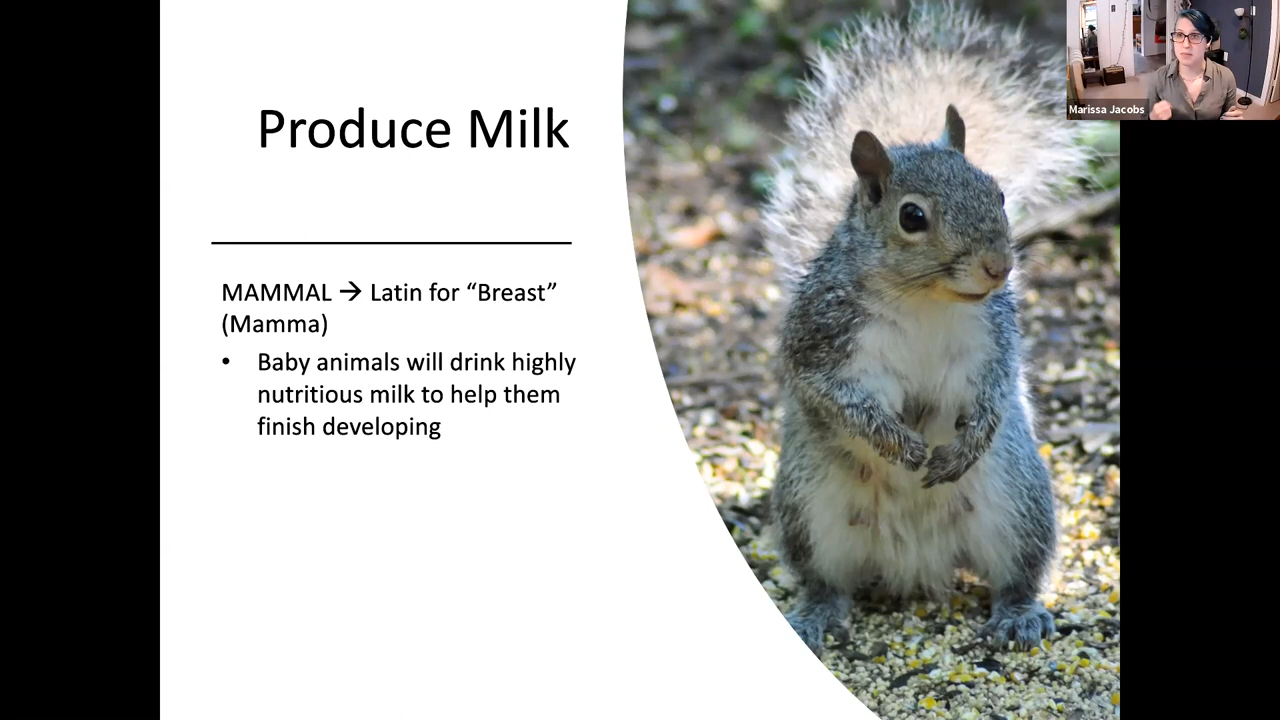 Produce Milk
MAMMAL → Latin for “Breast”
(Mamma)
• Baby animals will drink highly
nutritious milk to help them
finish developing
Marissa Jacobs